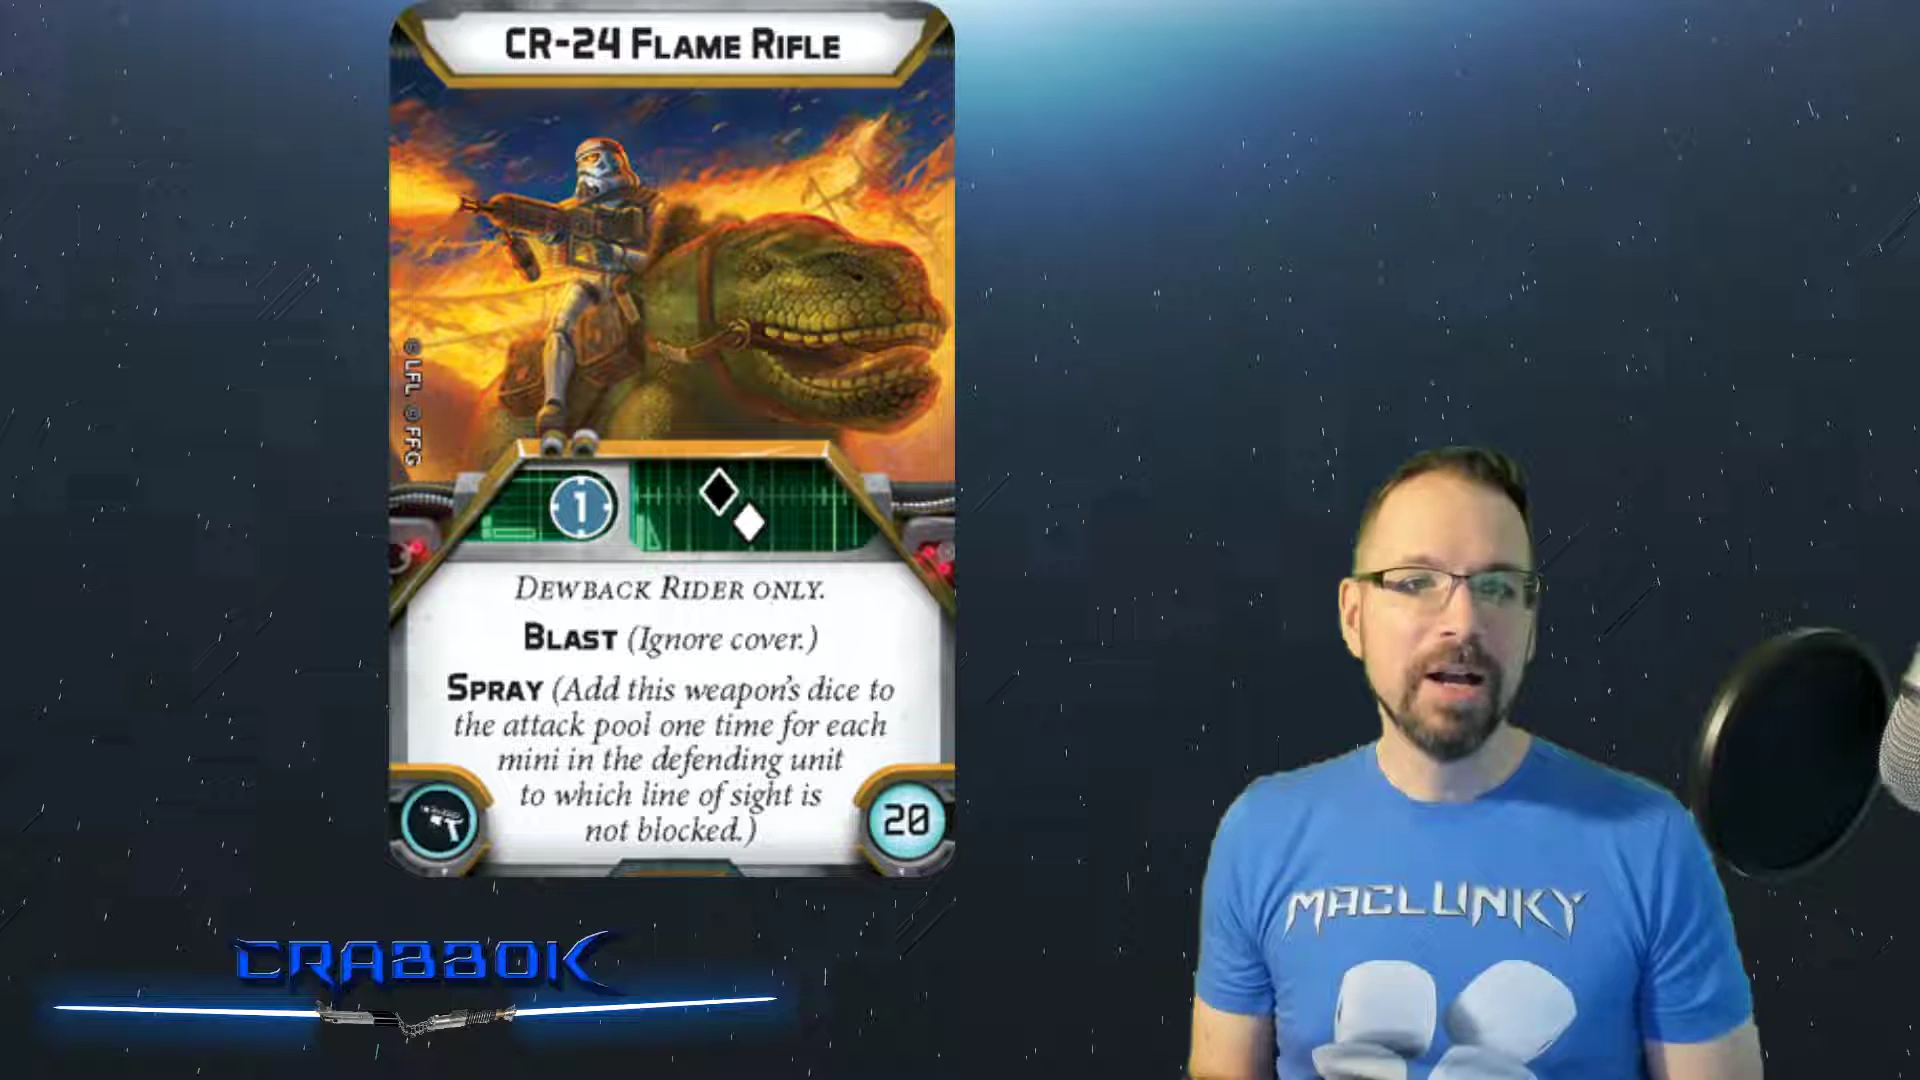 CR-24 FLAME RIFLE
© LFL © FFG
1
DEWBACK RIDER ONLY.
BLAST (Ignore cover.)
SPRAY (Add this weapon's dice to
the attack pool one time for each
mini in the defending unit
to which line of sight is
not blocked.)
20
CRABBOK
MACLUNKY